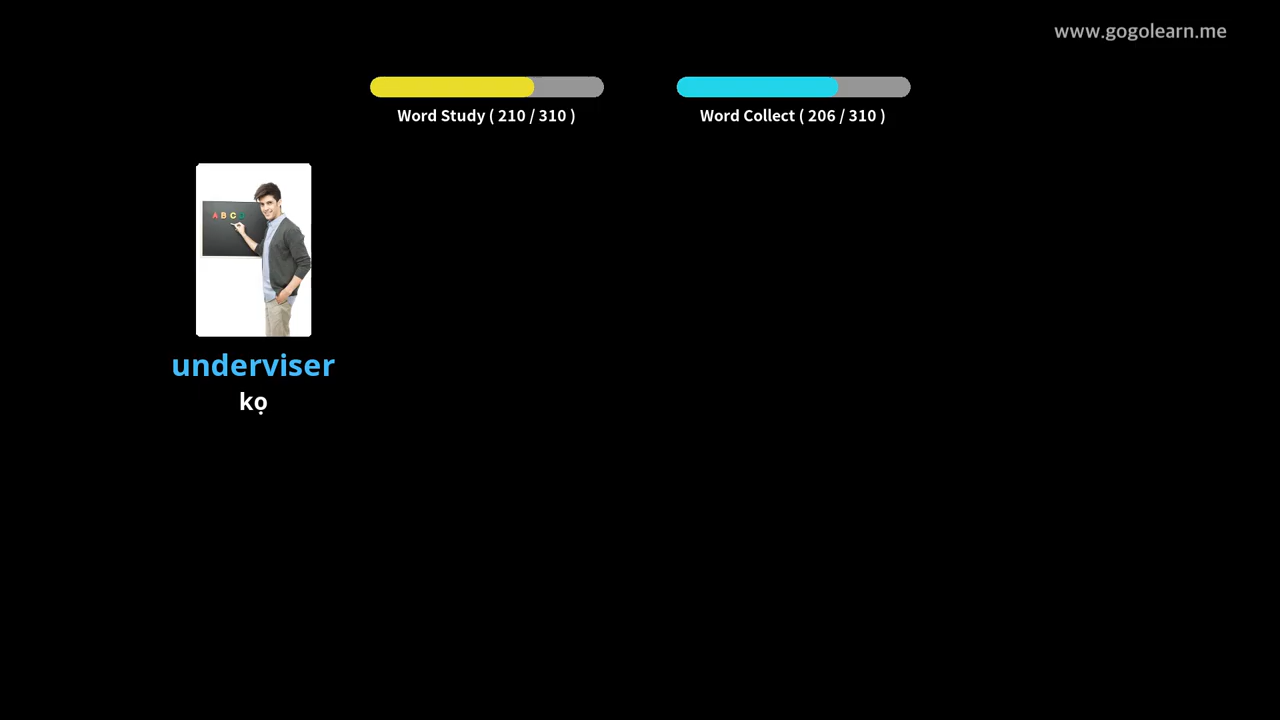 www.gogolearn.me
Word Study ( 210 / 310 )
Word Collect ( 206 / 310 )
A B C D
underviser
kọ